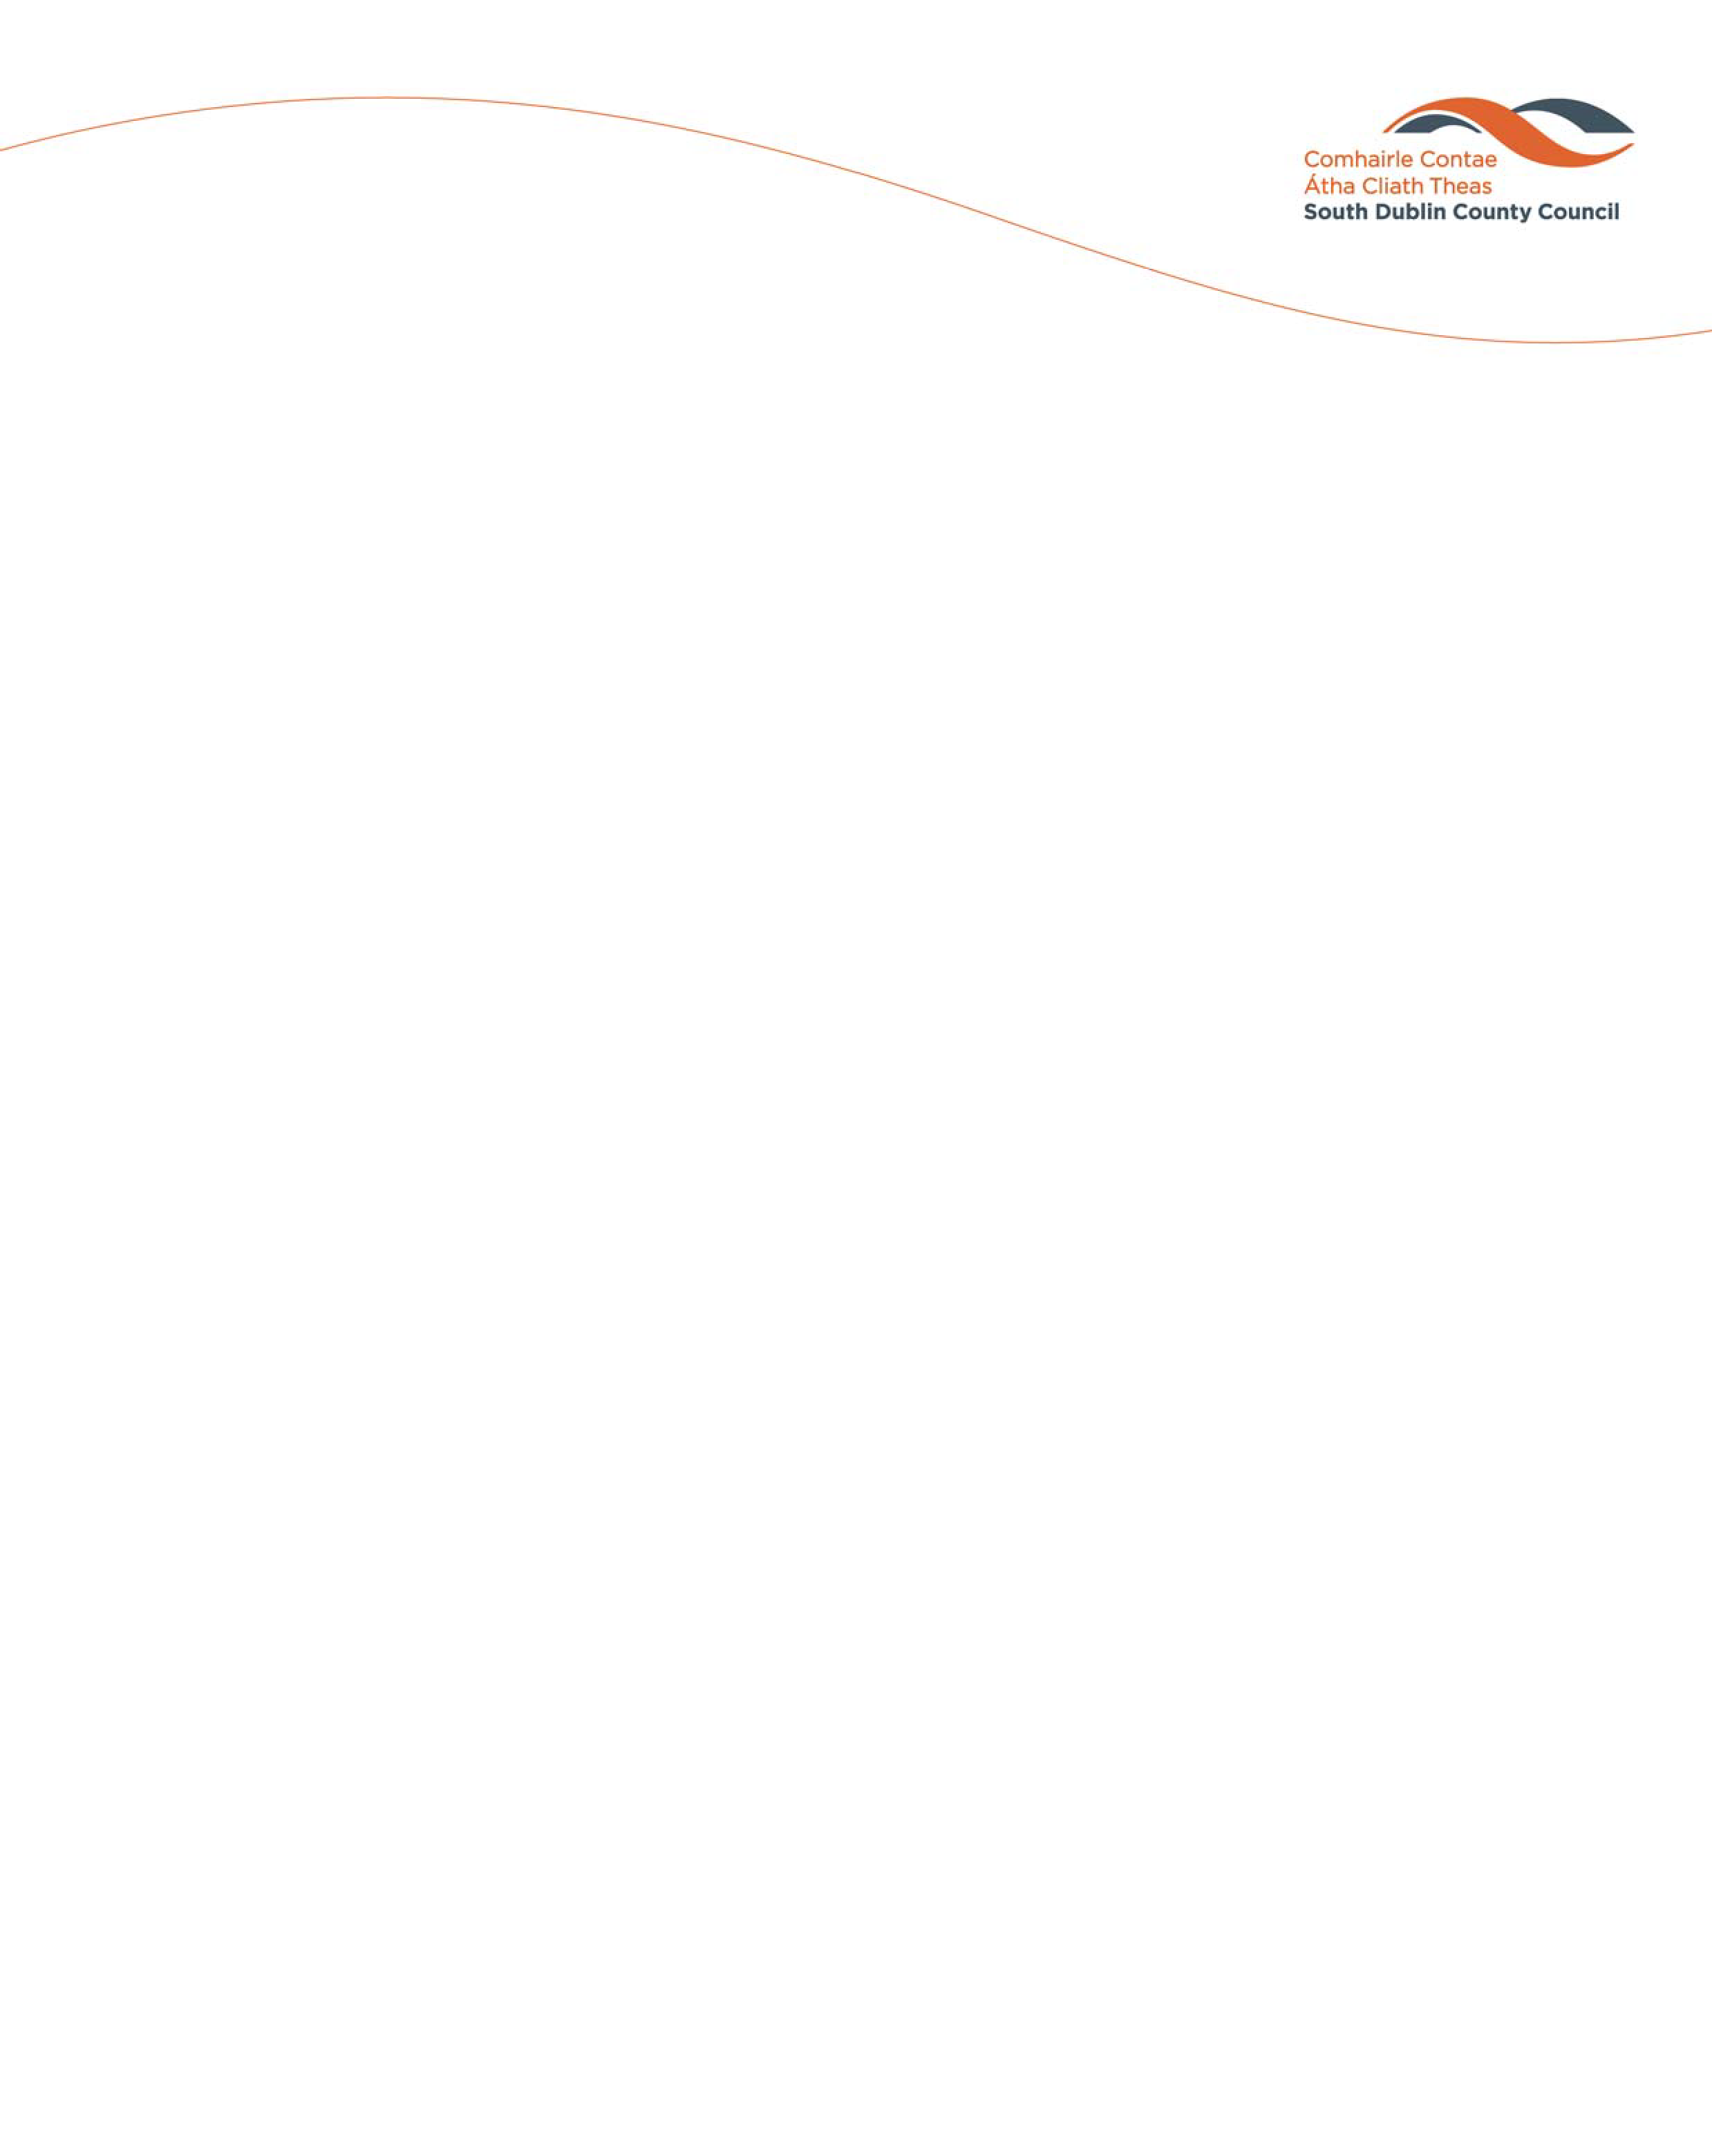 Comhairle Contae
Átha Cliath Theas
South Dublin County Council